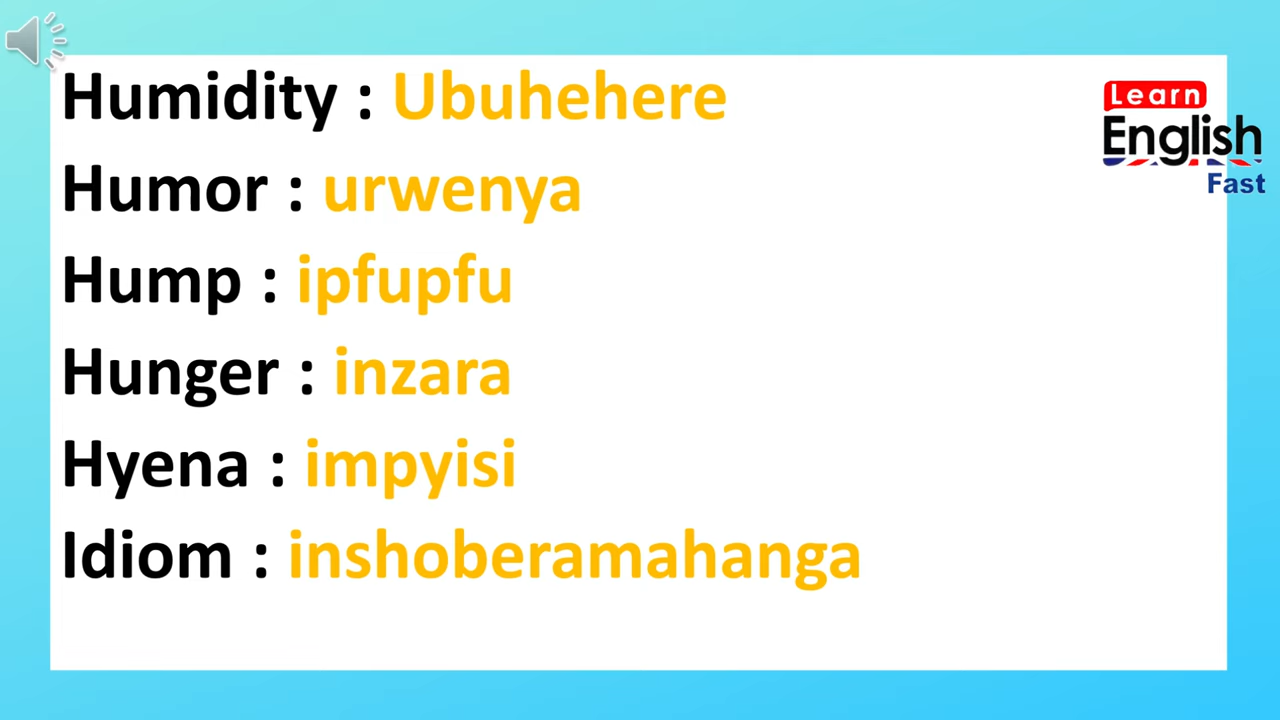 Humidity : Ubuhehere
Humor : urwenya
Hump : ipfupfu
Hunger : inzara
Hyena : impyisi
Idiom : inshoberamahanga
Learn
English
Fast